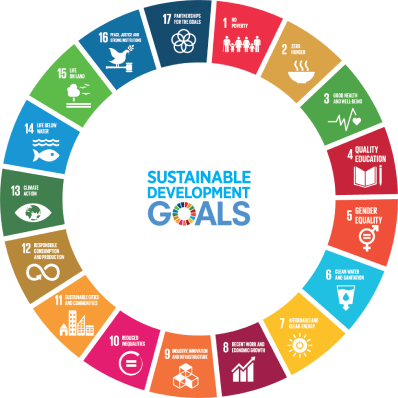 1 NO
POVERTY
2 ZERO
HUNGER
3 GOOD HEALTH
AND WELL-BEING
4 QUALITY
EDUCATION
5 GENDER
EQUALITY
6 CLEAN WATER
AND SANITATION
7 AFFORDABLE AND
CLEAN ENERGY
8 DECENT WORK AND
ECONOMIC GROWTH
9 INDUSTRY, INNOVATION
AND INFRASTRUCTURE
10 REDUCED
INEQUALITIES
11 SUSTAINABLE CITIES
AND COMMUNITIES
12 RESPONSIBLE
CONSUMPTION
AND PRODUCTION
13 CLIMATE
ACTION
14 LIFE BELOW
WATER
15 LIFE
ON LAND
16 PEACE, JUSTICE AND
STRONG INSTITUTIONS
17 PARTNERSHIPS
FOR THE GOALS
SUSTAINABLE
DEVELOPMENT
GOALS